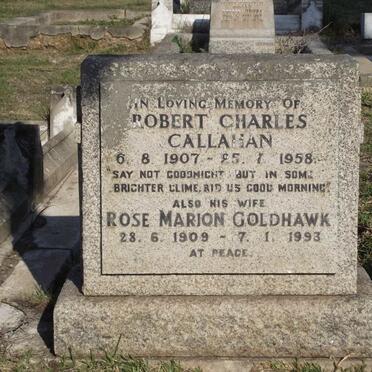 IN LOVING MEMORY OF
ROBERT CHARLES
CALLAHAN
6. 8. 1907 - 25. 7. 1958.
"SAY NOT GOODNIGHT, BUT IN SOME
BRIGHTER CLIME, BID US GOOD MORNING"
ALSO HIS WIFE
ROSE MARION GOLDHAWK
28. 6. 1909 - 7. 1. 1993
AT PEACE.